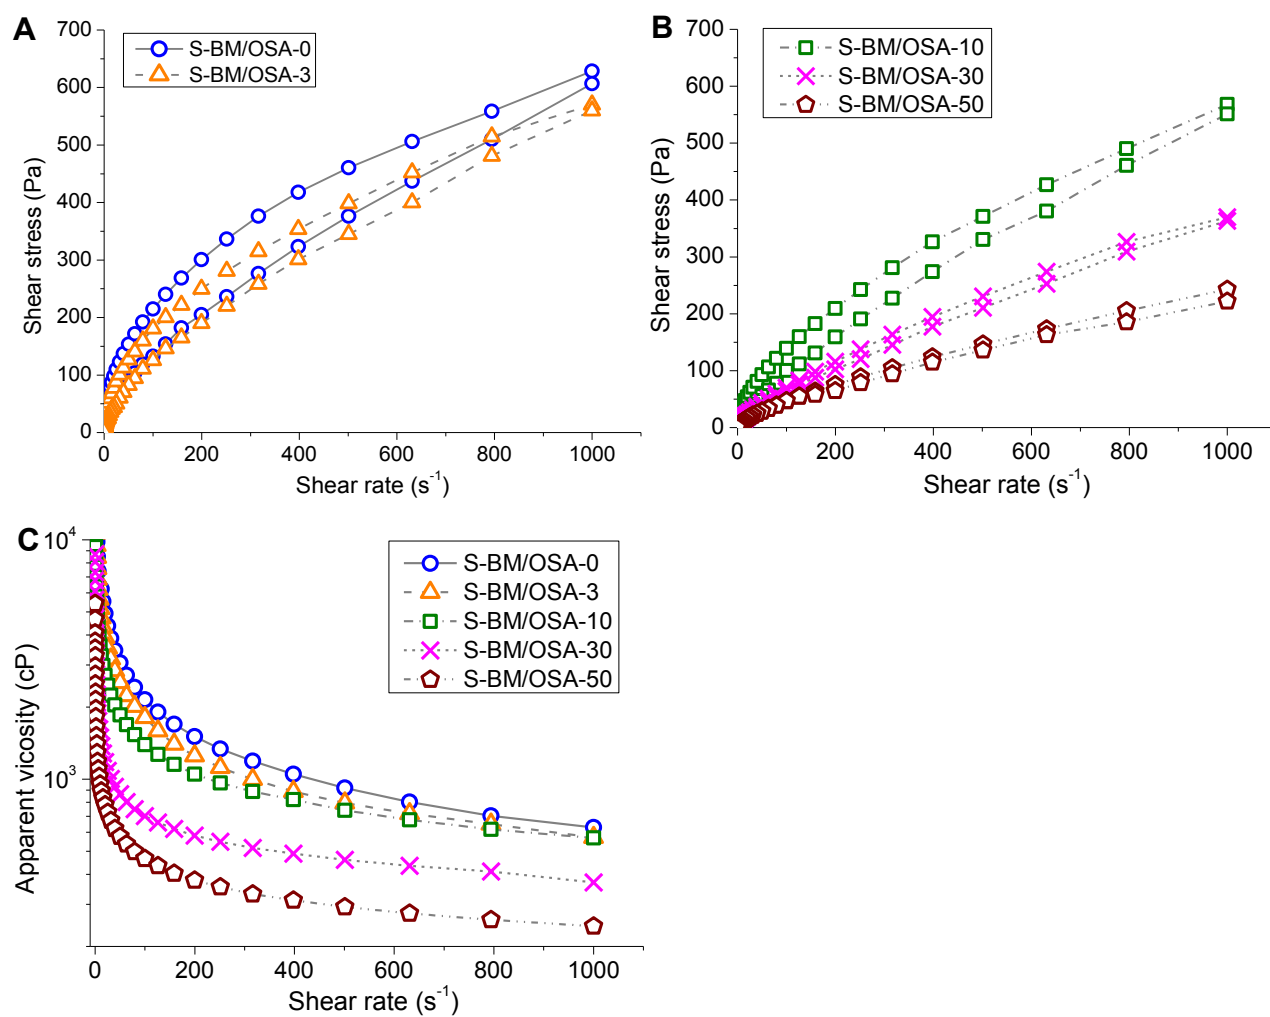 A
700
600
500
400
300
200
100
0
Shear stress (Pa)
S-BM/OSA-0
S-BM/OSA-3
0 200 400 600 800 1000
Shear rate (s⁻¹)
B
700
600
500
400
300
200
100
0
Shear stress (Pa)
S-BM/OSA-10
S-BM/OSA-30
S-BM/OSA-50
0 200 400 600 800 1000
Shear rate (s⁻¹)
C
10⁴
10³
Apparent vicosity (cP)
S-BM/OSA-0
S-BM/OSA-3
S-BM/OSA-10
S-BM/OSA-30
S-BM/OSA-50
0 200 400 600 800 1000
Shear rate (s⁻¹)